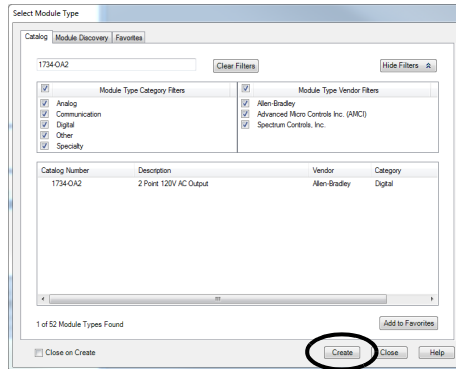 Select Module Type
Catalog Module Discovery Favorites
1734-OA2 Clear Filters Hide Filters
Module Type Category Filters Module Type Vendor Filters
Analog Allen-Bradley
Communication Advanced Micro Controls Inc. (AMCI)
Digital Spectrum Controls, Inc.
Other
Specialty
Catalog Number Description Vendor Category
1734-OA2 2 Point 120V AC Output Allen-Bradley Digital
1 of 52 Module Types Found Add to Favorites
Close on Create Create Close Help